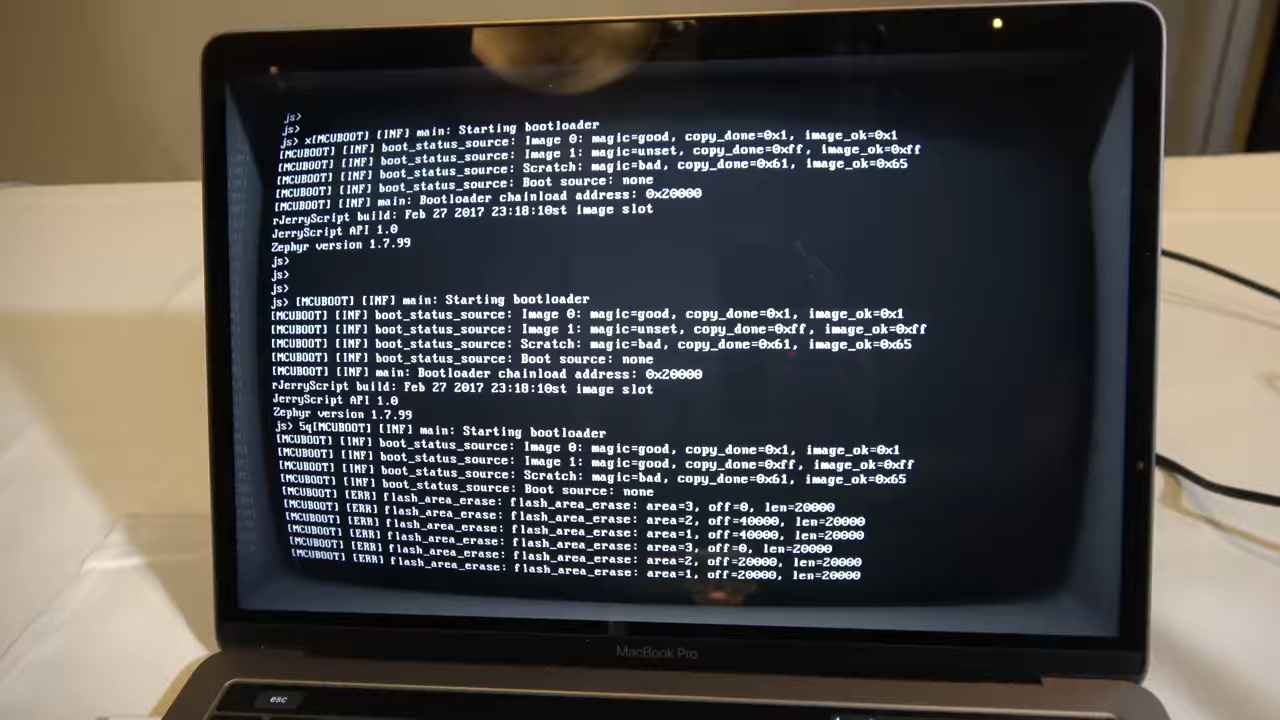 js>
js>
js> x[MCUBOOT] [INF] main: Starting bootloader
[MCUBOOT] [INF] boot_status_source: Image 0: magic=good, copy_done=0x1, image_ok=0x1
[MCUBOOT] [INF] boot_status_source: Image 1: magic=unset, copy_done=0xff, image_ok=0xff
[MCUBOOT] [INF] boot_status_source: Scratch: magic=bad, copy_done=0x61, image_ok=0x65
[MCUBOOT] [INF] boot_status_source: Boot source: none
[MCUBOOT] [INF] main: Bootloader chainload address: 0x20000
rJerryScript build: Feb 27 2017 23:18:10st image slot
JerryScript API 1.0
Zephyr version 1.7.99
js>
js>
js>
js> [MCUBOOT] [INF] main: Starting bootloader
[MCUBOOT] [INF] boot_status_source: Image 0: magic=good, copy_done=0x1, image_ok=0x1
[MCUBOOT] [INF] boot_status_source: Image 1: magic=unset, copy_done=0xff, image_ok=0xff
[MCUBOOT] [INF] boot_status_source: Scratch: magic=bad, copy_done=0x61, image_ok=0x65
[MCUBOOT] [INF] boot_status_source: Boot source: none
[MCUBOOT] [INF] main: Bootloader chainload address: 0x20000
rJerryScript build: Feb 27 2017 23:18:10st image slot
JerryScript API 1.0
Zephyr version 1.7.99
js> 5q[MCUBOOT] [INF] main: Starting bootloader
[MCUBOOT] [INF] boot_status_source: Image 0: magic=good, copy_done=0x1, image_ok=0x1
[MCUBOOT] [INF] boot_status_source: Image 1: magic=good, copy_done=0xff, image_ok=0xff
[MCUBOOT] [INF] boot_status_source: Scratch: magic=bad, copy_done=0x61, image_ok=0x65
[MCUBOOT] [INF] boot_status_source: Boot source: none
[MCUBOOT] [ERR] flash_area_erase: flash_area_erase: area=3, off=0, len=20000
[MCUBOOT] [ERR] flash_area_erase: flash_area_erase: area=2, off=40000, len=20000
[MCUBOOT] [ERR] flash_area_erase: flash_area_erase: area=1, off=40000, len=20000
[MCUBOOT] [ERR] flash_area_erase: flash_area_erase: area=3, off=0, len=20000
[MCUBOOT] [ERR] flash_area_erase: flash_area_erase: area=2, off=20000, len=20000
[MCUBOOT] [ERR] flash_area_erase: flash_area_erase: area=1, off=20000, len=20000
MacBook Pro
esc